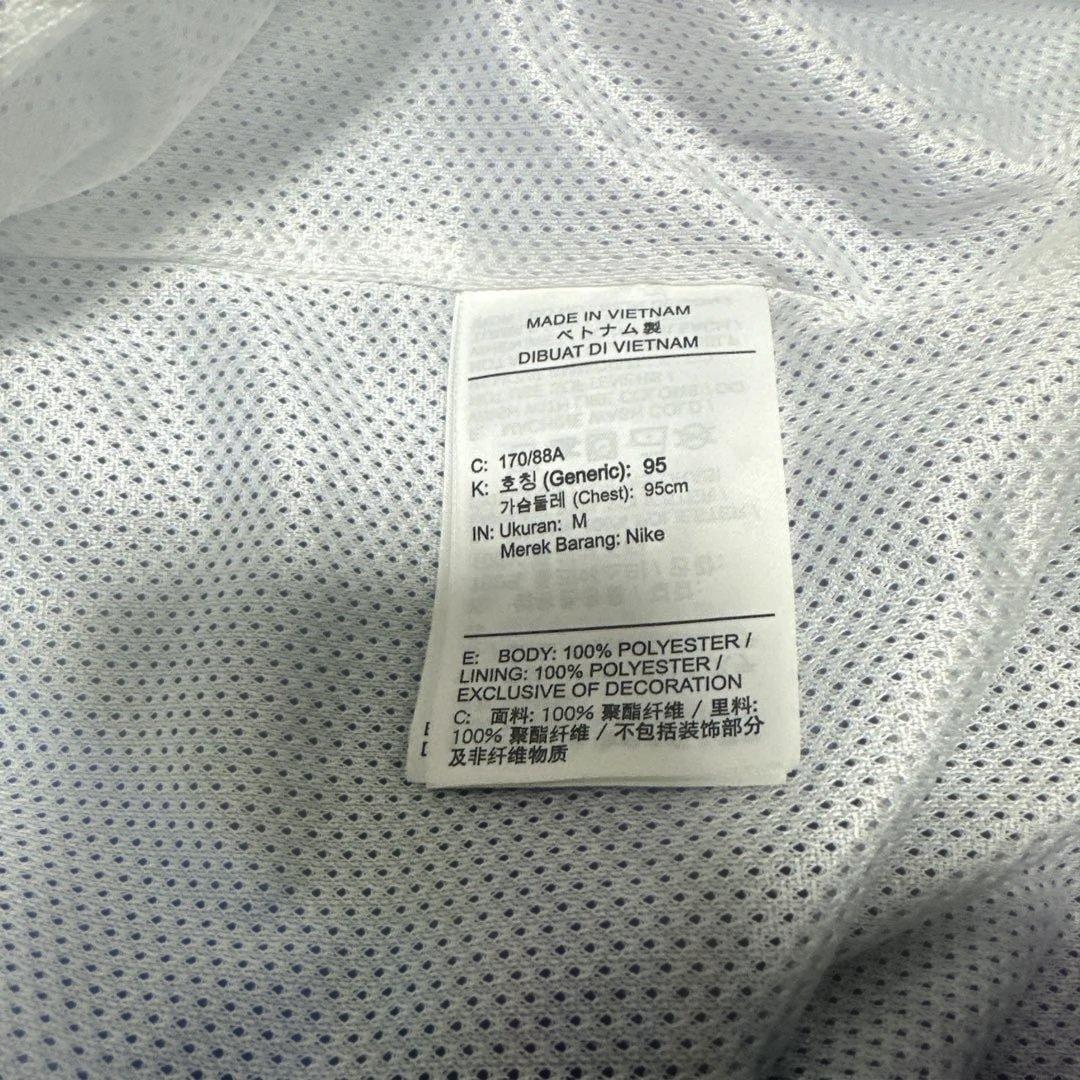 MADE IN VIETNAM
ベトナム製
DIBUAT DI VIETNAM
C: 170/88A
K: 호칭 (Generic): 95
가슴둘레 (Chest): 95cm
IN: Ukuran: M
Merek Barang: Nike
E: BODY: 100% POLYESTER /
LINING: 100% POLYESTER /
EXCLUSIVE OF DECORATION
C: 面料: 100% 聚酯纤维 / 里料:
100% 聚酯纤维 / 不包括装饰部分
及非纤维物质